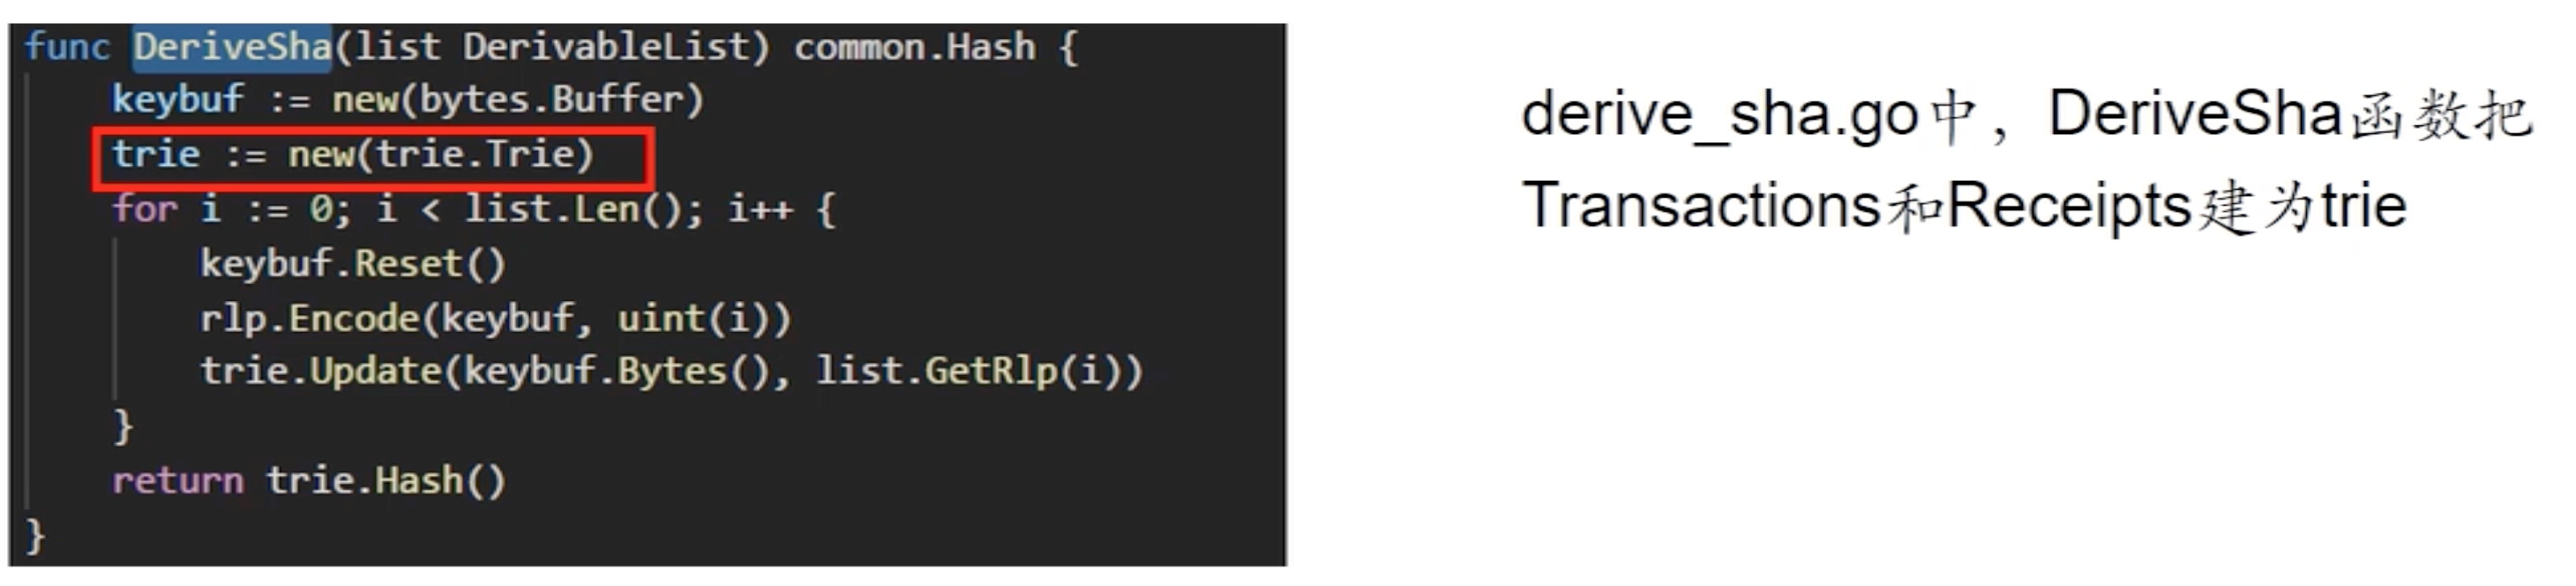 func DeriveSha(list DerivableList) common.Hash {
keybuf := new(bytes.Buffer)
trie := new(trie.Trie)
for i := 0; i < list.Len(); i++ {
keybuf.Reset()
rlp.Encode(keybuf, uint(i))
trie.Update(keybuf.Bytes(), list.GetRlp(i))
}
return trie.Hash()
}
derive_sha.go中，DeriveSha函数把
Transactions和Receipts建为trie